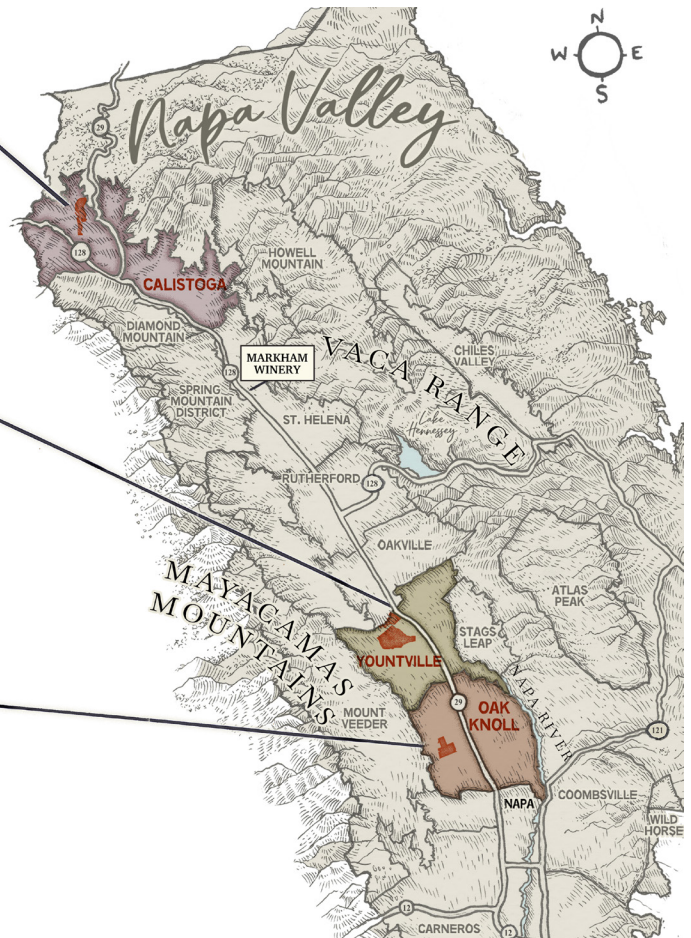 N
W E
S
Napa Valley
29
128
CALISTOGA
HOWELL
MOUNTAIN
DIAMOND
MOUNTAIN
MARKHAM
WINERY
VACA RANGE
CHILES
VALLEY
128
SPRING
MOUNTAIN
DISTRICT
ST. HELENA
Lake
Hennessey
RUTHERFORD
128
OAKVILLE
MAYACAMAS
MOUNTAINS
ATLAS
PEAK
STAGS
LEAP
YOUNTVILLE
NAPA RIVER
MOUNT
VEEDER
29
OAK
KNOLL
121
NAPA
COOMBSVILLE
WILD
HORSE
12
CARNEROS
12